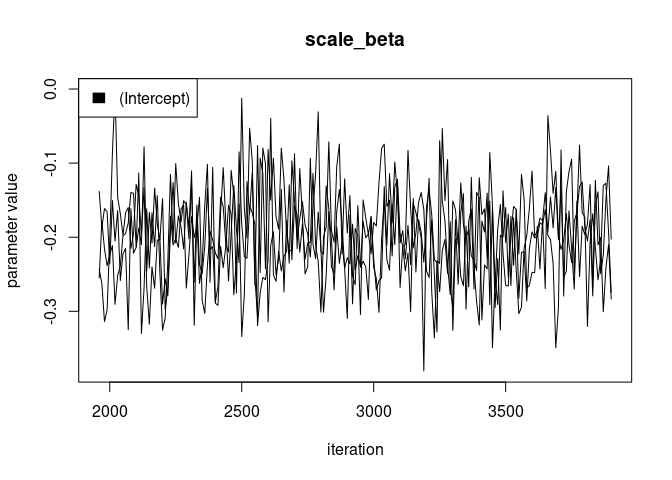 scale_beta
(Intercept)
parameter value
0.0
-0.1
-0.2
-0.3
2000
2500
3000
3500
iteration